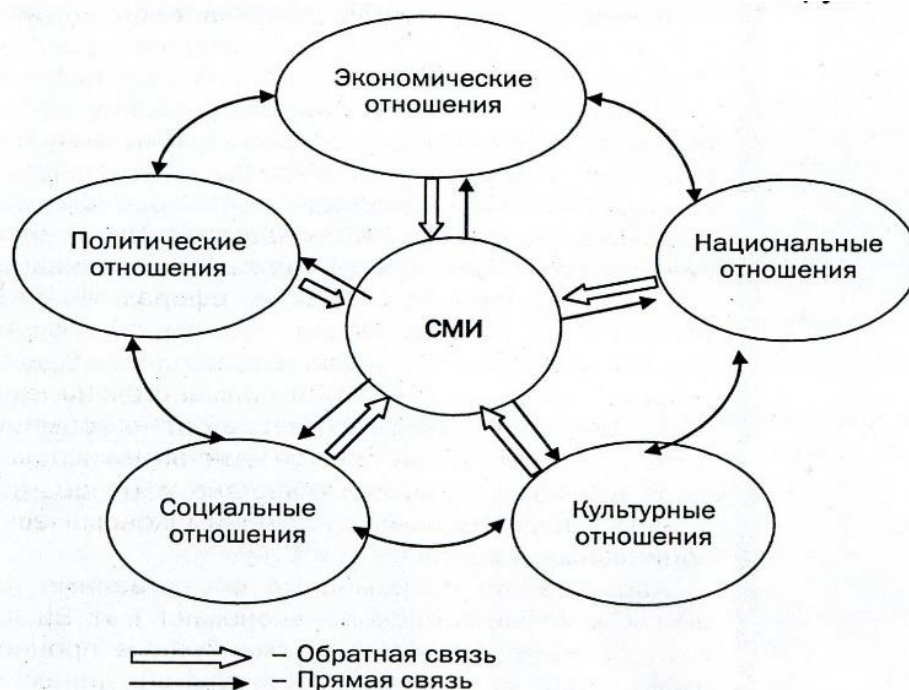 Экономические
отношения
Политические
отношения
Национальные
отношения
СМИ
Социальные
отношения
Культурные
отношения
– Обратная связь
– Прямая связь